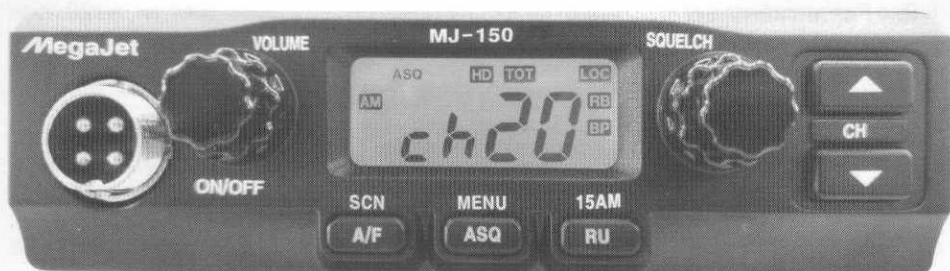 MegaJet
VOLUME
MJ-150
SQUELCH
ASQ HD TOT LOC
AM
RB
ch20
BP
CH
ON/OFF
SCN MENU 15AM
A/F ASQ RU